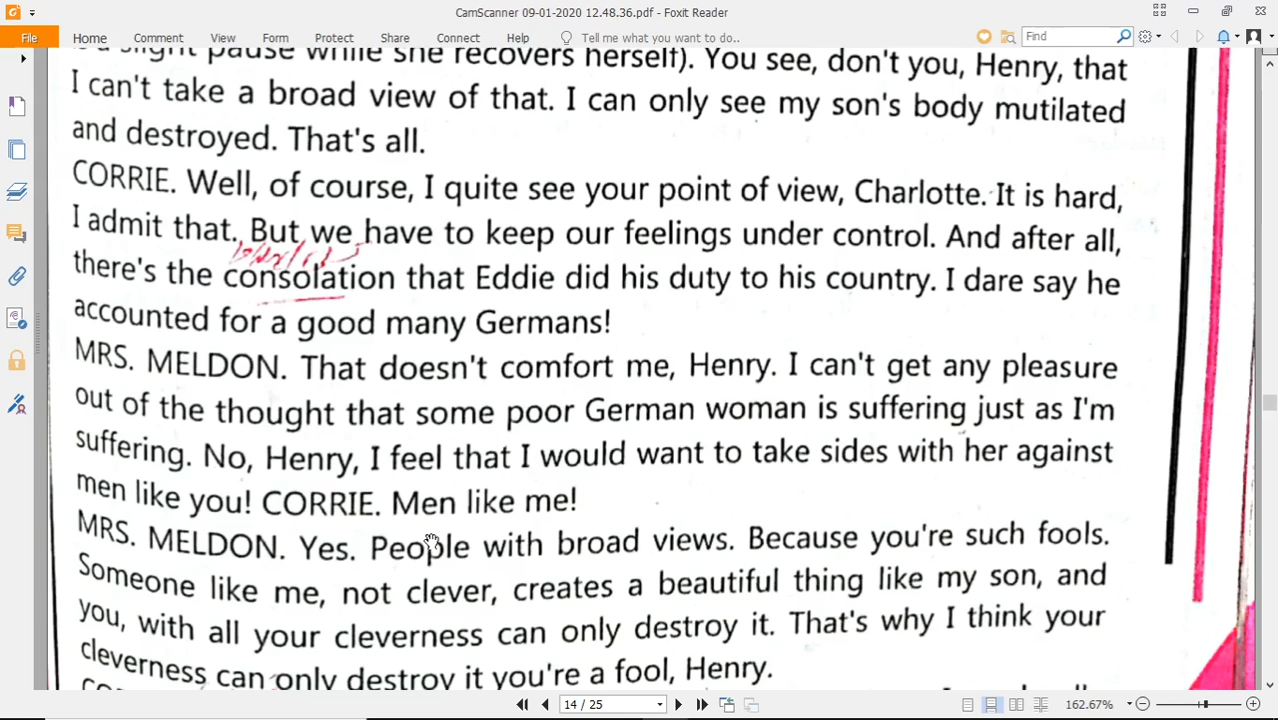 CamScanner 09-01-2020 12.48.36.pdf - Foxit Reader
File Home Comment View Form Protect Share Connect Help Tell me what you want to do.. Find
slight pause while she recovers herself). You see, don't you, Henry, that
I can't take a broad view of that. I can only see my son's body mutilated
and destroyed. That's all.
CORRIE. Well, of course, I quite see your point of view, Charlotte. It is hard,
I admit that. But we have to keep our feelings under control. And after all,
there's the consolation that Eddie did his duty to his country. I dare say he
accounted for a good many Germans!
MRS. MELDON. That doesn't comfort me, Henry. I can't get any pleasure
out of the thought that some poor German woman is suffering just as I'm
suffering. No, Henry, I feel that I would want to take sides with her against
men like you! CORRIE. Men like me!
MRS. MELDON. Yes. People with broad views. Because you're such fools.
Someone like me, not clever, creates a beautiful thing like my son, and
you, with all your cleverness can only destroy it. That's why I think your
cleverness can only destroy it you're a fool, Henry.
14 / 25 162.67%